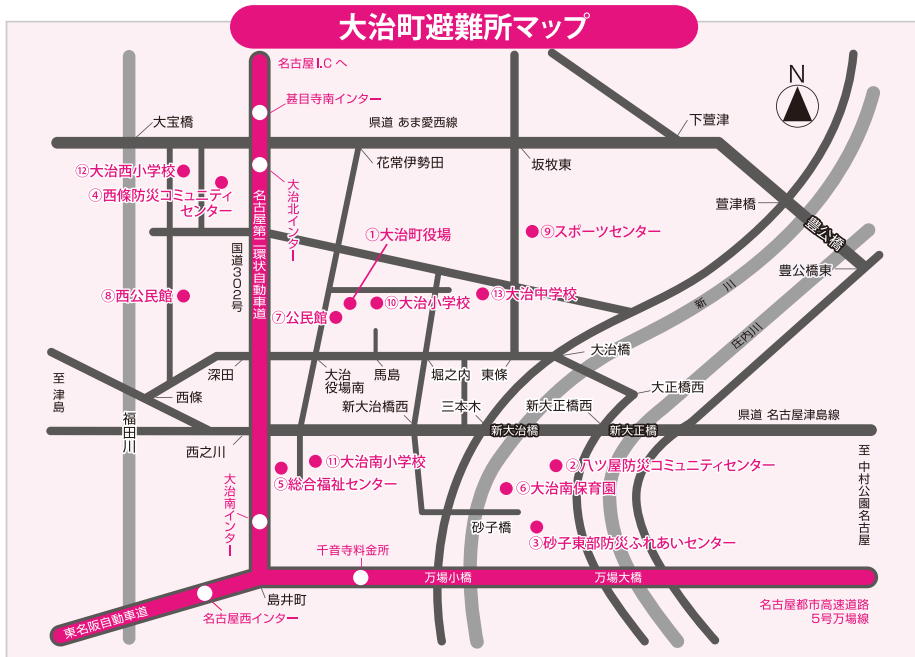 大治町避難所マップ
名古屋I.C へ
甚目寺南インター
N
大宝橋
県道 あま愛西線
下萱津
花常伊勢田
坂牧東
⑫大治西小学校
④西條防災コミュニティ
センター
大治北インター
名古屋第二環状自動車道
国道302号
萱津橋
豊公橋
豊公橋東
①大治町役場
⑨スポーツセンター
⑧西公民館
⑩大治小学校
⑬大治中学校
⑦公民館
新川
庄内川
至 津島
深田
大治
役場南
馬島
堀之内
東條
大治橋
西條
新大治橋西
三本木
新大正橋西
大正橋西
福田川
西之川
新大治橋
新大正橋
県道 名古屋津島線
⑪大治南小学校
⑤総合福祉センター
②八ツ屋防災コミュニティセンター
⑥大治南保育園
至 中村公園名古屋
大治南インター
砂子橋
③砂子東部防災ふれあいセンター
千音寺料金所
万場小橋
万場大橋
島井町
名古屋西インター
東名阪自動車道
名古屋都市高速道路
5号万場線